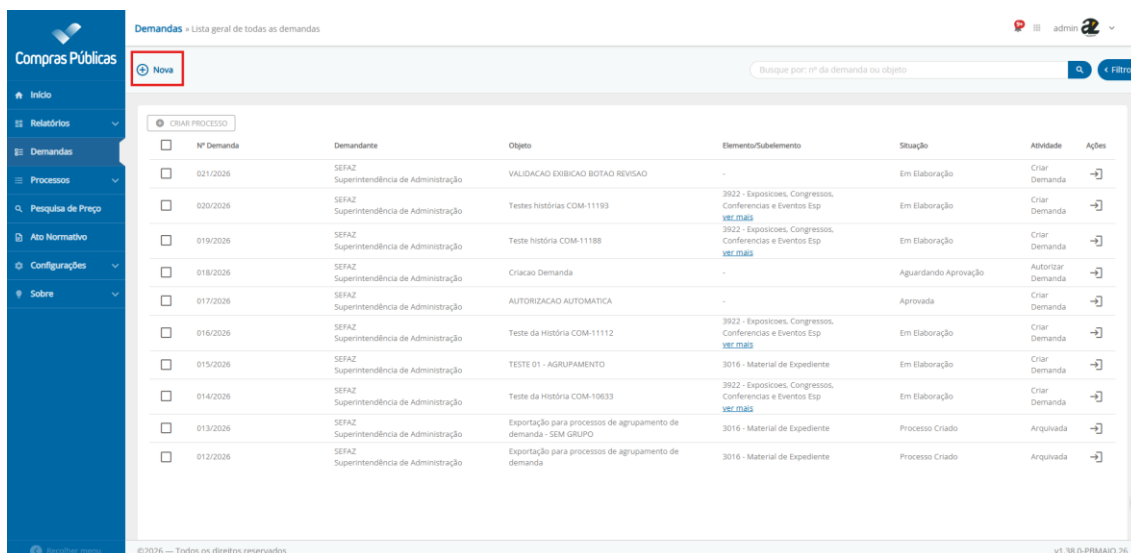 Demandas » Lista geral de todas as demandas
admin
Compras Públicas
Nova
Busque por: nº da demanda ou objeto
< Filtro
Início
Relatórios
Demandas
Processos
Pesquisa de Preço
Ato Normativo
Configurações
Sobre
CRIAR PROCESSO
Nº Demanda Demandante Objeto Elemento/Subelemento Situação Atividade Ações
021/2026 SEFAZ Superintendência de Administração VALIDACAO EXIBICAO BOTAO REVISAO - Em Elaboração Criar Demanda
020/2026 SEFAZ Superintendência de Administração Testes histórias COM-11193 3922 - Exposicoes, Congressos, Conferencias e Eventos Esp ver mais Em Elaboração Criar Demanda
019/2026 SEFAZ Superintendência de Administração Teste história COM-11188 3922 - Exposicoes, Congressos, Conferencias e Eventos Esp ver mais Em Elaboração Criar Demanda
018/2026 SEFAZ Superintendência de Administração Criacao Demanda - Aguardando Aprovação Autorizar Demanda
017/2026 SEFAZ Superintendência de Administração AUTORIZACAO AUTOMATICA - Aprovada Criar Demanda
016/2026 SEFAZ Superintendência de Administração Teste da História COM-11112 3922 - Exposicoes, Congressos, Conferencias e Eventos Esp ver mais Em Elaboração Criar Demanda
015/2026 SEFAZ Superintendência de Administração TESTE 01 - AGRUPAMENTO 3016 - Material de Expediente Em Elaboração Criar Demanda
014/2026 SEFAZ Superintendência de Administração Teste da História COM-10633 3922 - Exposicoes, Congressos, Conferencias e Eventos Esp ver mais Em Elaboração Criar Demanda
013/2026 SEFAZ Superintendência de Administração Exportação para processos de agrupamento de demanda - SEM GRUPO 3016 - Material de Expediente Processo Criado Arquivada
012/2026 SEFAZ Superintendência de Administração Exportação para processos de agrupamento de demanda 3016 - Material de Expediente Processo Criado Arquivada
Recolher menu
©2026 — Todos os direitos reservados
v1.38.0-PBMAIO.26